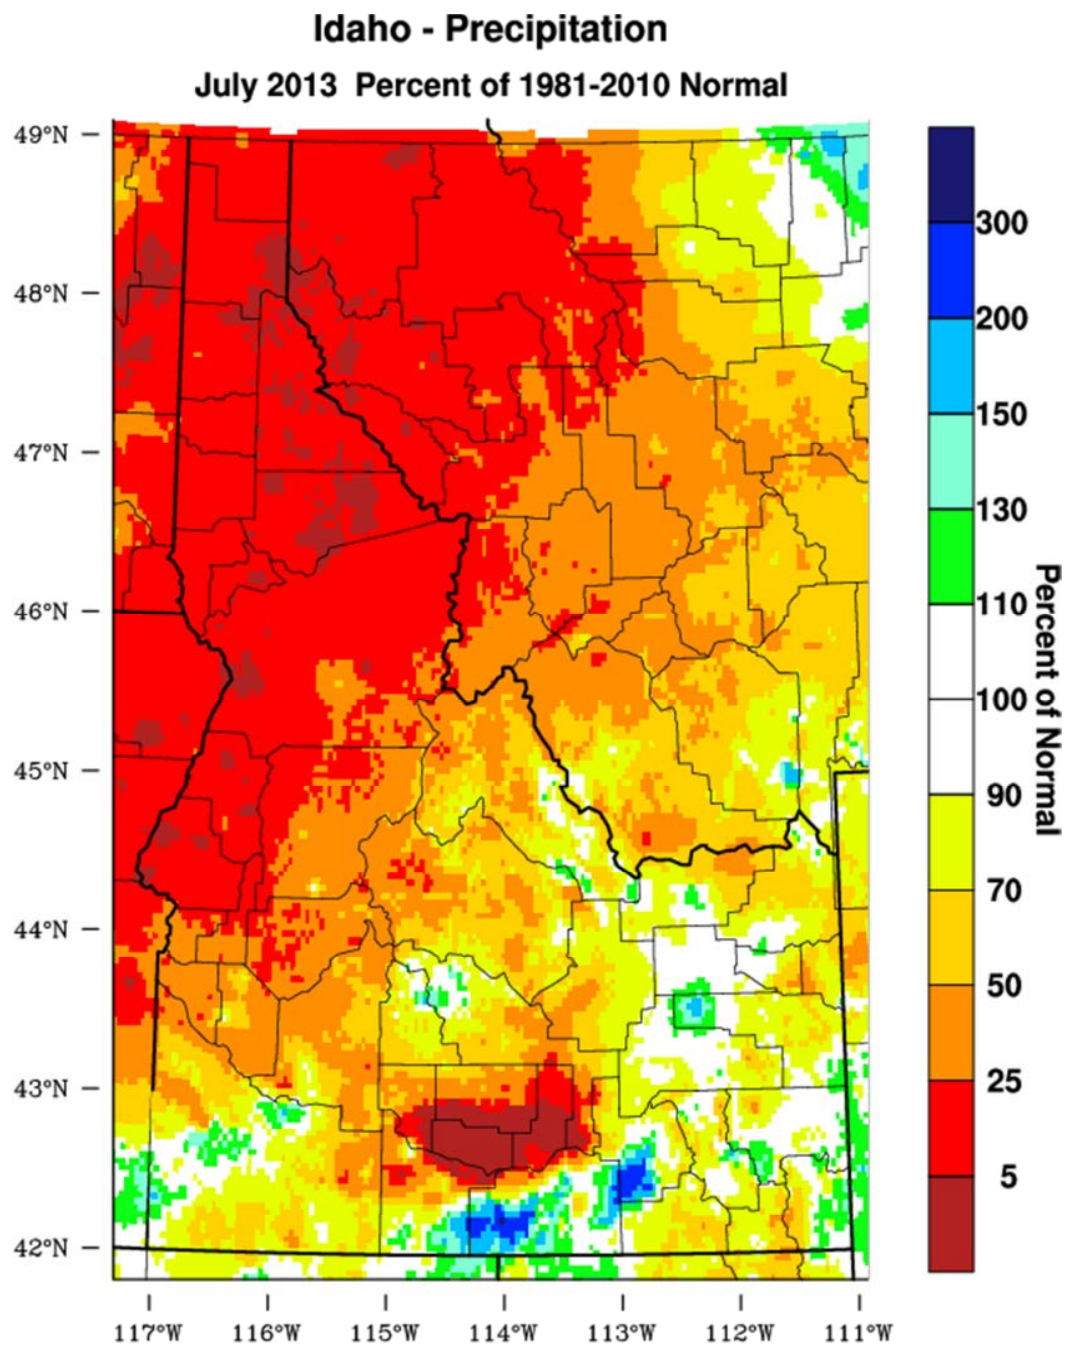 Idaho - Precipitation
July 2013 Percent of 1981-2010 Normal
49°N
48°N
47°N
46°N
45°N
44°N
43°N
42°N
117°W 116°W 115°W 114°W 113°W 112°W 111°W
300
200
150
130
110
100
90
70
50
25
5
Percent of Normal